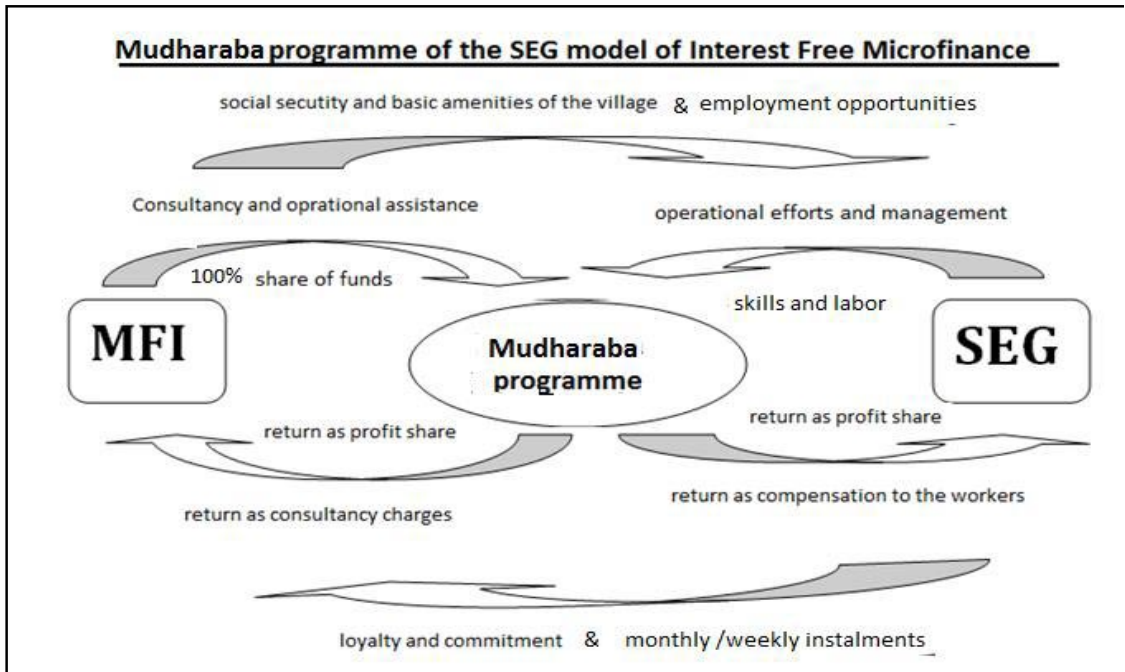 Mudharaba programme of the SEG model of Interest Free Microfinance
social secutity and basic amenities of the village & employment opportunities
Consultancy and oprational assistance
operational efforts and management
100% share of funds
skills and labor
MFI
Mudharaba
programme
SEG
return as profit share
return as profit share
return as consultancy charges
return as compensation to the workers
loyalty and commitment & monthly /weekly instalments